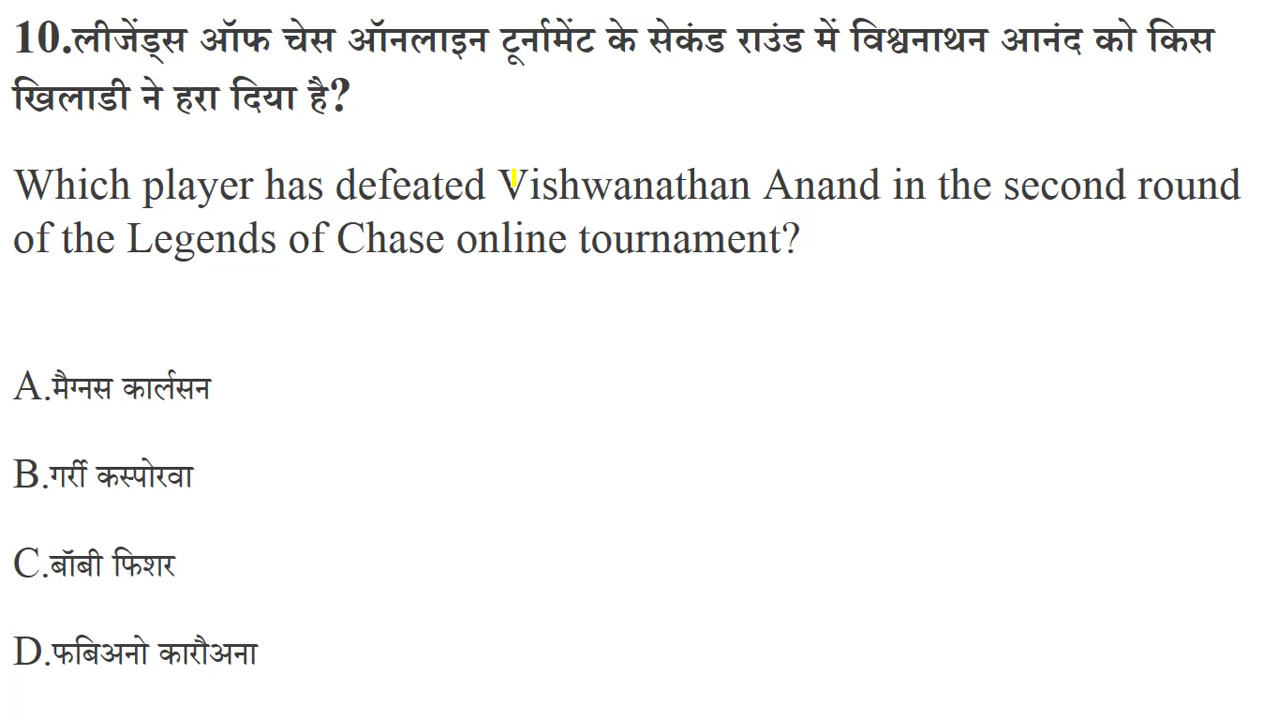 10.लीजेंड्स ऑफ चेस ऑनलाइन टूर्नामेंट के सेकंड राउंड में विश्वनाथन आनंद को किस
खिलाडी ने हरा दिया है?
Which player has defeated Vishwanathan Anand in the second round
of the Legends of Chase online tournament?
A.मैग्नस कार्लसन
B.गर्री कस्पोरवा
C.बॉबी फिशर
D.फबिअनो कारौअना